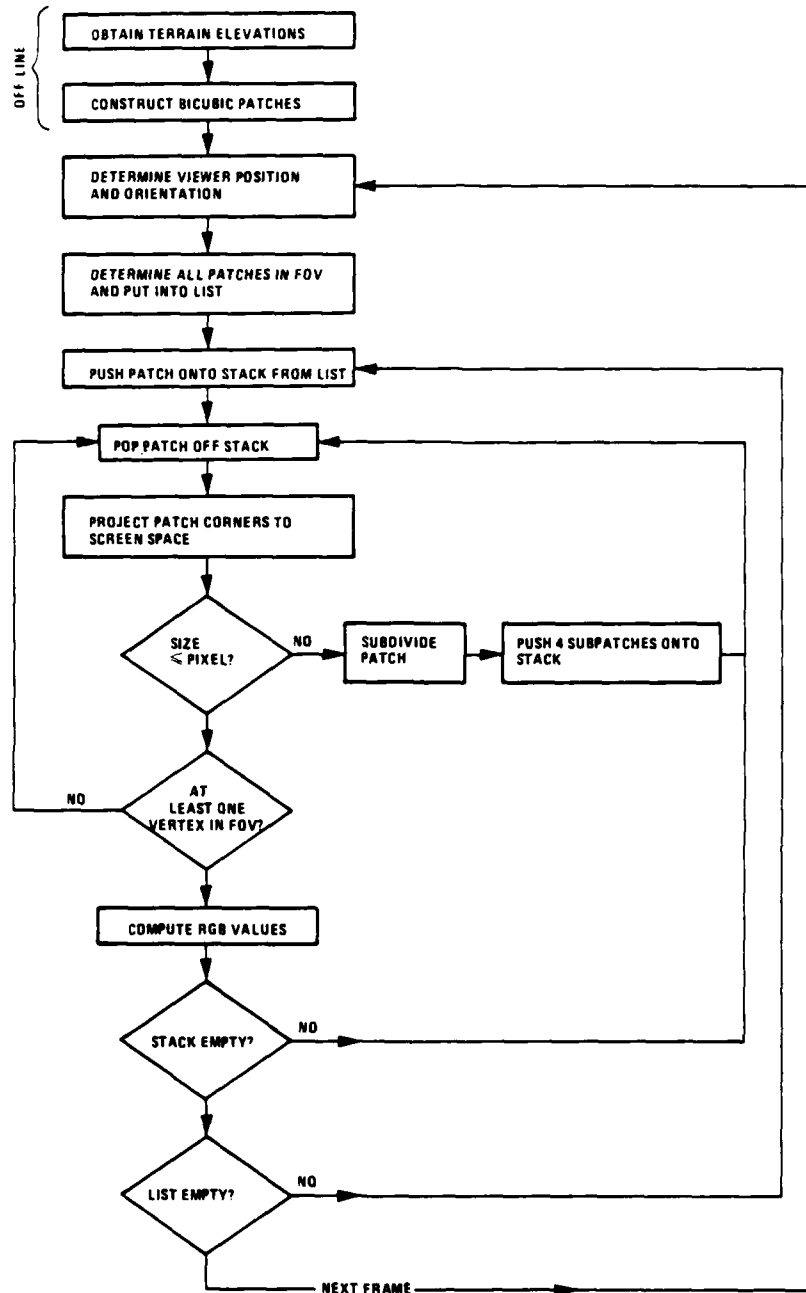 OFF LINE
OBTAIN TERRAIN ELEVATIONS
CONSTRUCT BICUBIC PATCHES
DETERMINE VIEWER POSITION
AND ORIENTATION
DETERMINE ALL PATCHES IN FOV
AND PUT INTO LIST
PUSH PATCH ONTO STACK FROM LIST
POP PATCH OFF STACK
PROJECT PATCH CORNERS TO
SCREEN SPACE
SIZE
⩽ PIXEL?
NO
SUBDIVIDE
PATCH
PUSH 4 SUBPATCHES ONTO
STACK
AT
LEAST ONE
VERTEX IN FOV?
NO
COMPUTE RGB VALUES
STACK EMPTY?
NO
LIST EMPTY?
NO
NEXT FRAME